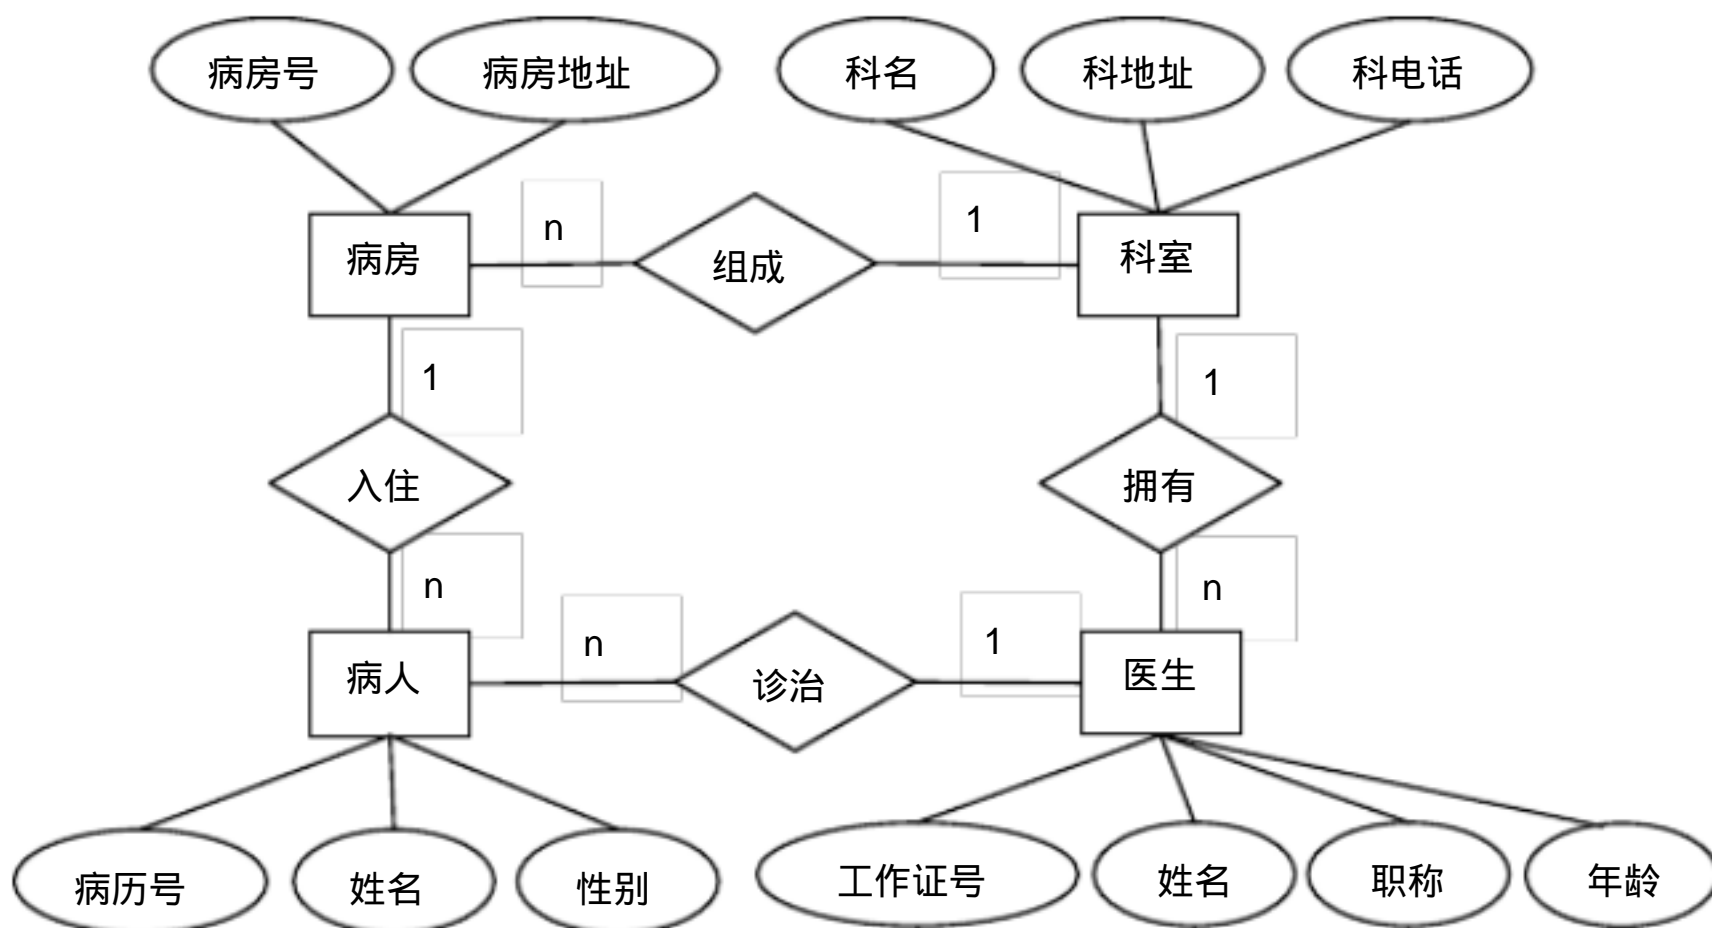 病房号 病房地址 科名 科地址 科电话
n 1
病房 组成 科室
1 1
入住 拥有
n n
n 1
病人 诊治 医生
病历号 姓名 性别 工作证号 姓名 职称 年龄